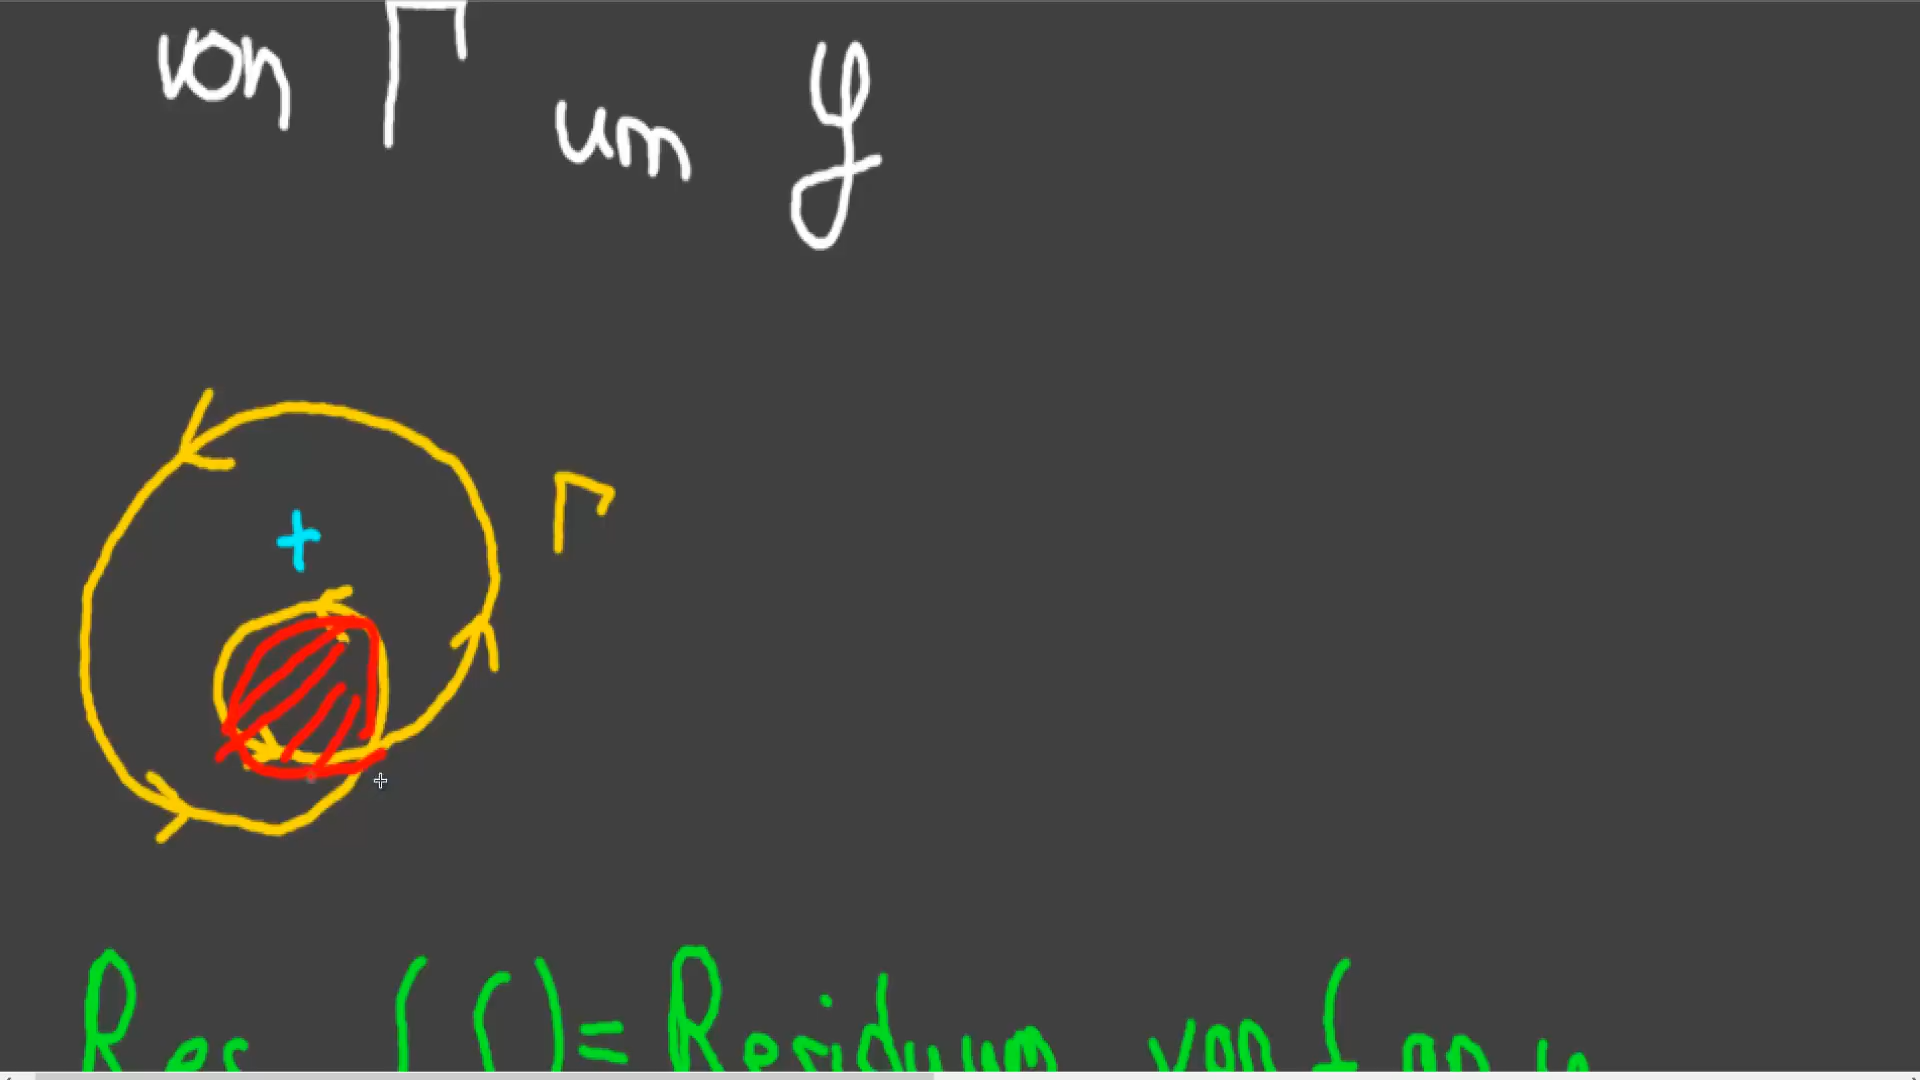 von Γ um y
Γ
Res (f) = Residuum von f an y